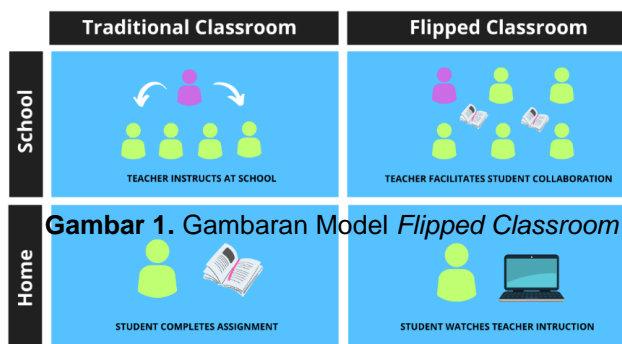 Traditional Classroom
Flipped Classroom
School
TEACHER INSTRUCTS AT SCHOOL
TEACHER FACILITATES STUDENT COLLABORATION
Gambar 1. Gambaran Model Flipped Classroom
Home
STUDENT COMPLETES ASSIGNMENT
STUDENT WATCHES TEACHER INTRUCTION